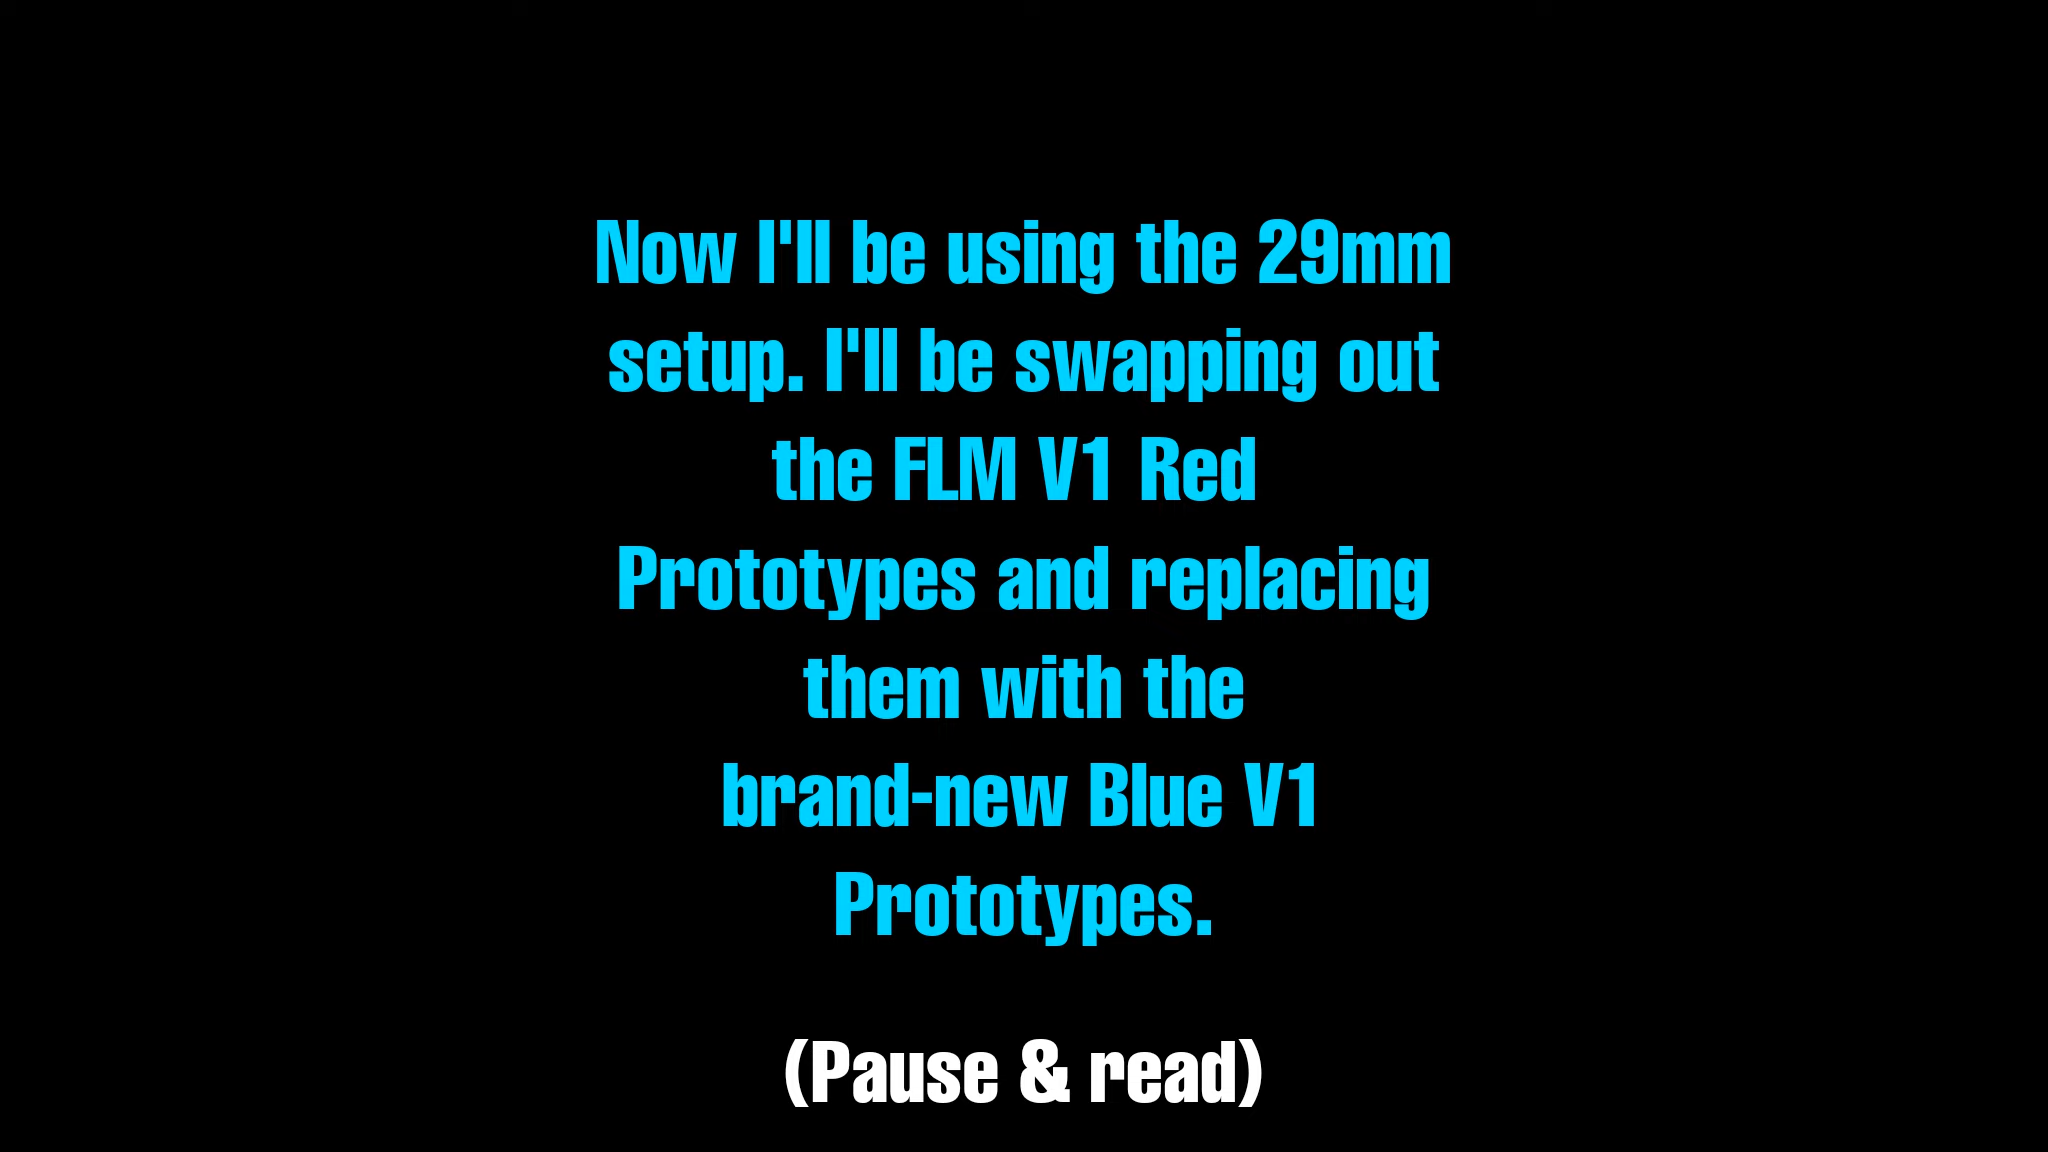 Now I'll be using the 29mm
setup. I'll be swapping out
the FLM V1 Red
Prototypes and replacing
them with the
brand-new Blue V1
Prototypes.
(Pause & read)